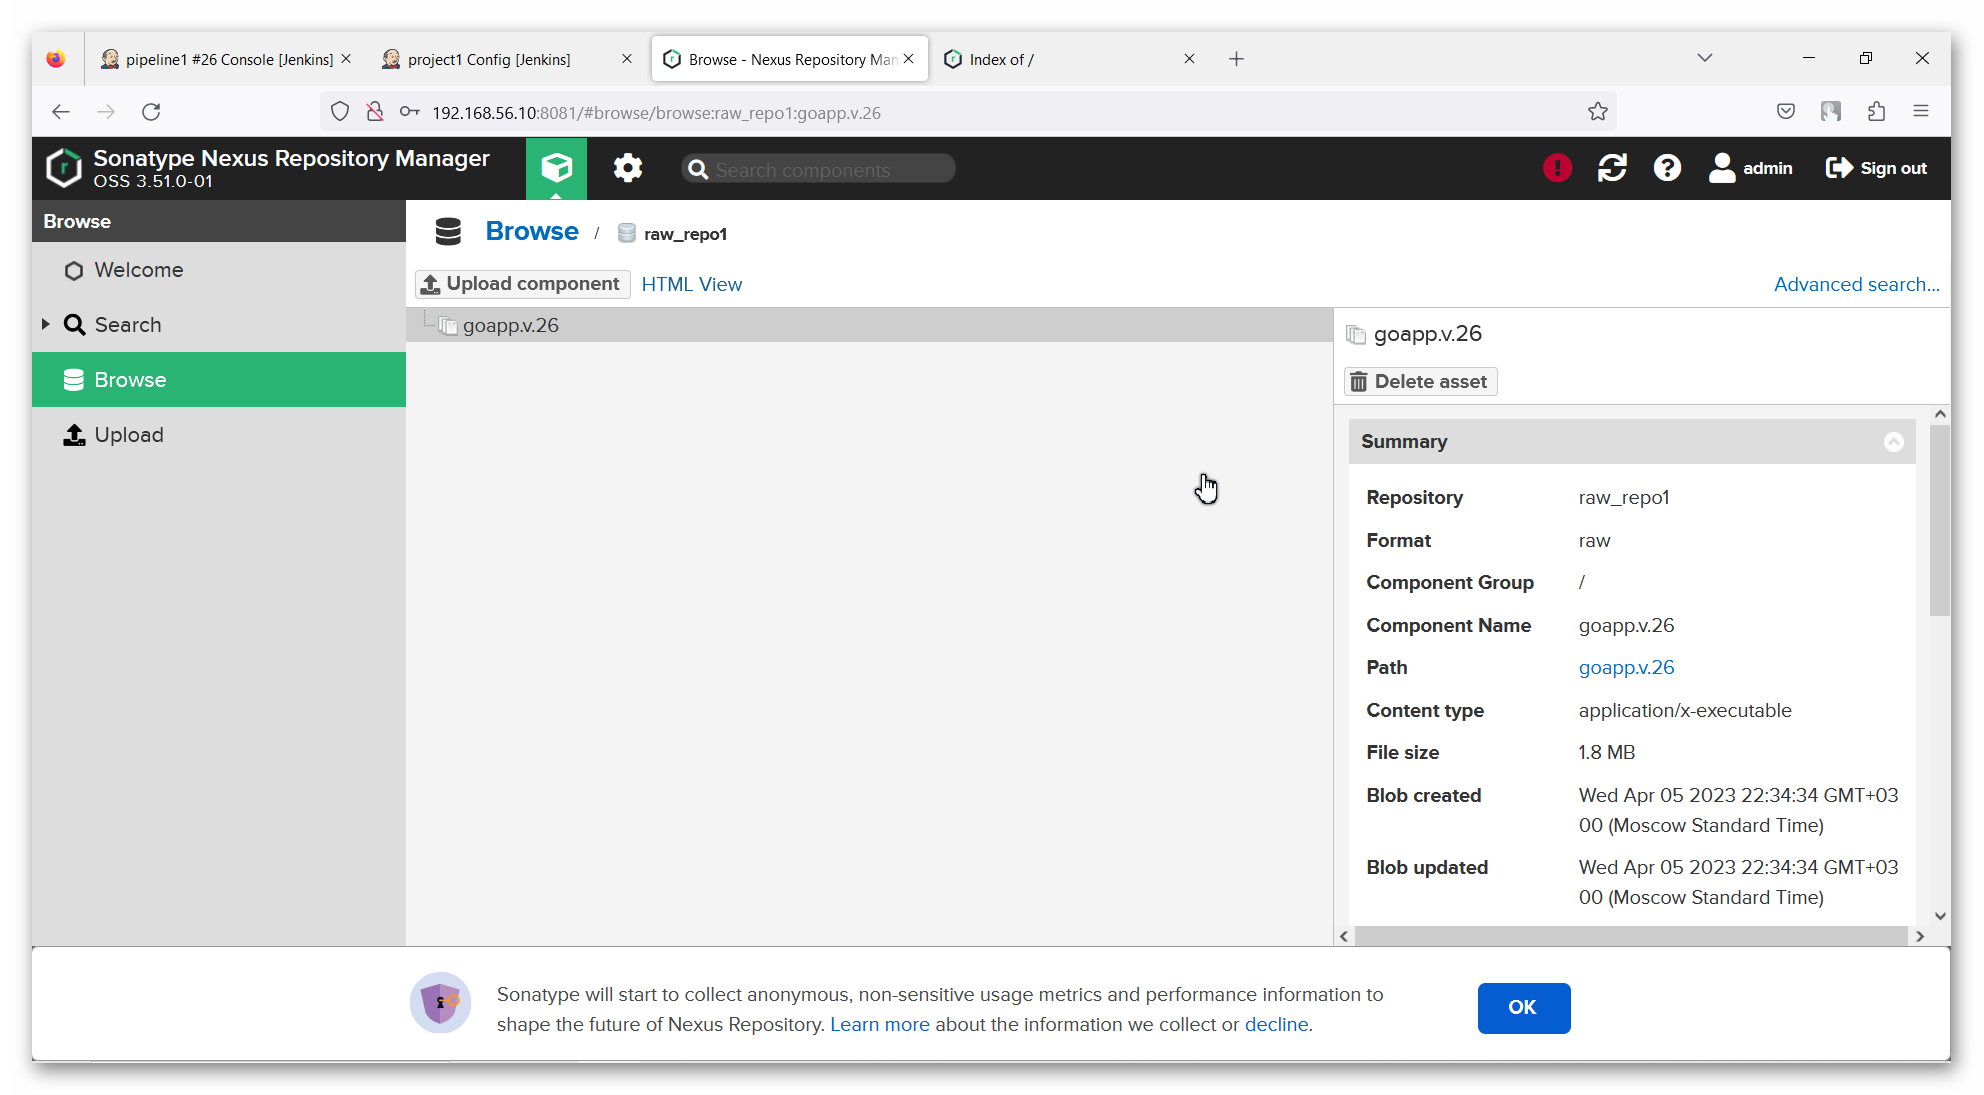 pipeline1 #26 Console [Jenkins]
project1 Config [Jenkins]
Browse - Nexus Repository Man
Index of /
192.168.56.10:8081/#browse/browse:raw_repo1:goapp.v.26
Sonatype Nexus Repository Manager
OSS 3.51.0-01
Search components
admin
Sign out
Browse
Welcome
Search
Browse
Upload
Browse / raw_repo1
Upload component
HTML View
Advanced search...
goapp.v.26
goapp.v.26
Delete asset
Summary
Repository raw_repo1
Format raw
Component Group /
Component Name goapp.v.26
Path goapp.v.26
Content type application/x-executable
File size 1.8 MB
Blob created Wed Apr 05 2023 22:34:34 GMT+03
00 (Moscow Standard Time)
Blob updated Wed Apr 05 2023 22:34:34 GMT+03
00 (Moscow Standard Time)
Sonatype will start to collect anonymous, non-sensitive usage metrics and performance information to
shape the future of Nexus Repository. Learn more about the information we collect or decline.
OK